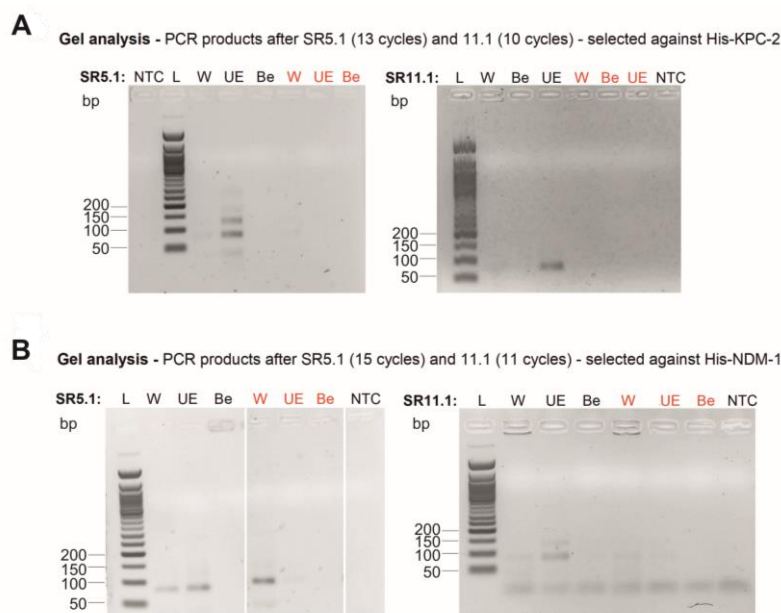 A
Gel analysis - PCR products after SR5.1 (13 cycles) and 11.1 (10 cycles) - selected against His-KPC-2
SR5.1: NTC L W UE Be W UE Be
bp
200
150
100
50
SR11.1: L W Be UE W Be UE NTC
bp
200
150
100
50
B
Gel analysis - PCR products after SR5.1 (15 cycles) and 11.1 (11 cycles) - selected against His-NDM-1
SR5.1: L W UE Be W UE Be NTC
bp
200
150
100
50
SR11.1: L W UE Be W UE Be NTC
bp
200
150
100
50